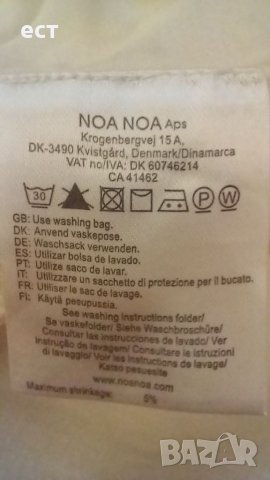 ect
NOA NOA Aps
Krogenbergvej 15 A,
DK-3490 Kvistgård, Denmark/Dinamarca
VAT no/IVA: DK 60746214
CA 41462
30 P W
GB: Use washing bag.
DK: Anvend vaskepose.
DE: Waschsack verwenden.
ES: Utilizar bolsa de lavado.
PT: Utilize saco de lavar.
IT: Utilizzare un sacchetto di protezione per il bucato.
FR: Utiliser le sac de lavage.
FI: Käytä pesupussia.
See washing instructions folder/
Se vaskefolder/ Siehe Waschbroschüre/
Consultar las instrucciones de lavado/ Ver
Instrução de lavagem/ Consultare le istruzioni
di lavaggio/ Voir les instructions de lavage/
Katso pesuesite
www.noanoa.com
Maximum shrinkage: 5%
BAZAR